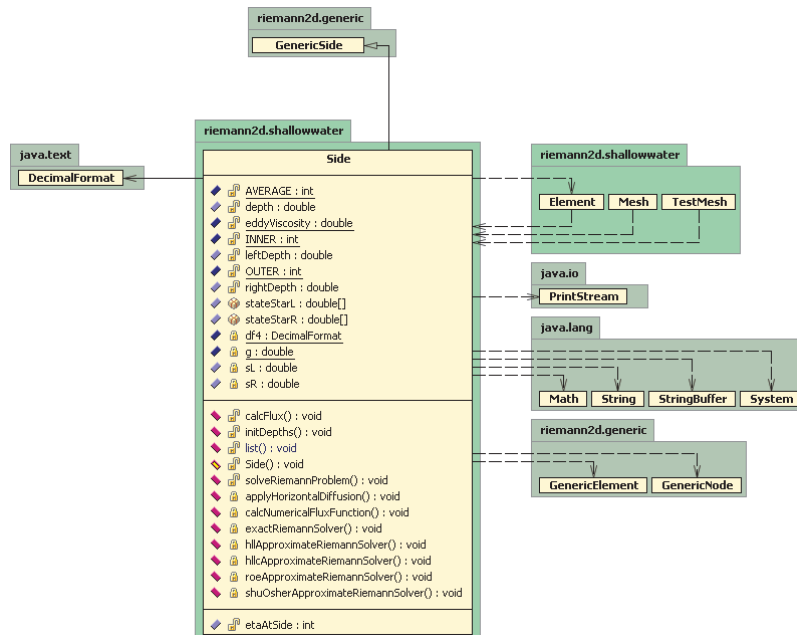 riemann2d.generic
GenericSide
riemann2d.shallowwater
Side
AVERAGE : int
depth : double
eddyViscosity : double
INNER : int
leftDepth : double
OUTER : int
rightDepth : double
stateStarL : double[]
stateStarR : double[]
df4 : DecimalFormat
g : double
sL : double
sR : double
calcFlux() : void
initDepths() : void
list() : void
Side() : void
solveRiemannProblem() : void
applyHorizontalDiffusion() : void
calcNumericalFluxFunction() : void
exactRiemannSolver() : void
hllApproximateRiemannSolver() : void
hllcApproximateRiemannSolver() : void
roeApproximateRiemannSolver() : void
shuOsherApproximateRiemannSolver() : void
etaAtSide : int
java.text
DecimalFormat
riemann2d.shallowwater
Element Mesh TestMesh
java.io
PrintStream
java.lang
Math String StringBuffer System
riemann2d.generic
GenericElement GenericNode